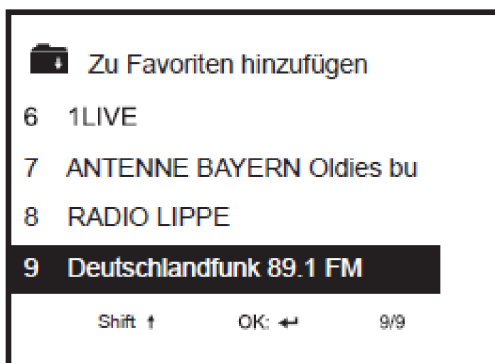 Zu Favoriten hinzufügen
6 1LIVE
7 ANTENNE BAYERN Oldies bu
8 RADIO LIPPE
9 Deutschlandfunk 89.1 FM
Shift ↑ OK: ↵ 9/9